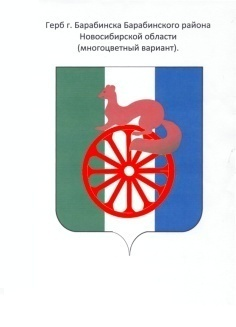 Герб г. Барабинска Барабинского района
Новосибирской области
(многоцветный вариант).